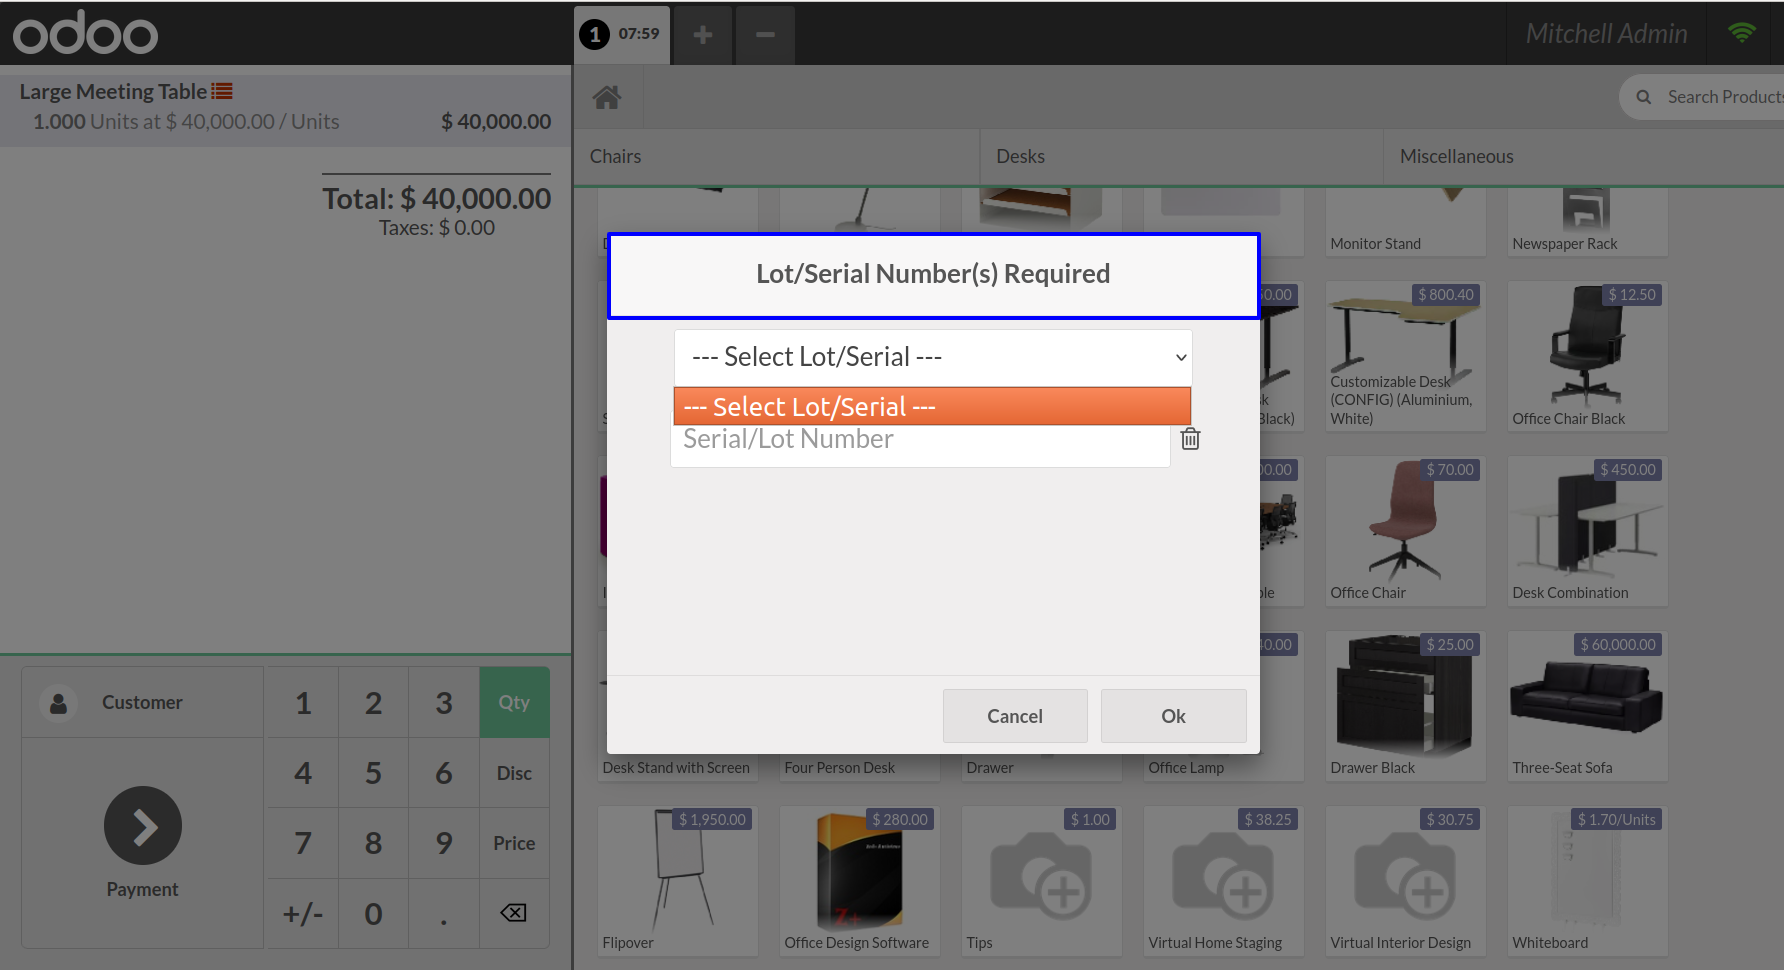 odoo
1 07:59 + −
Mitchell Admin
Large Meeting Table
1.000 Units at $ 40,000.00 / Units $ 40,000.00
Total: $ 40,000.00
Taxes: $ 0.00
Search Products
Chairs
Desks
Miscellaneous
Monitor Stand
Newspaper Rack
Lot/Serial Number(s) Required
--- Select Lot/Serial ---
--- Select Lot/Serial ---
Serial/Lot Number
Cancel
Ok
$ 800.40
Customizable Desk
(CONFIG) (Aluminium,
White)
$ 12.50
Office Chair Black
$ 70.00
Office Chair
$ 450.00
Desk Combination
Desk Stand with Screen
Four Person Desk
Drawer
Office Lamp
$ 25.00
Drawer Black
$ 60,000.00
Three-Seat Sofa
$ 1,950.00
Flipover
$ 280.00
Z+
Office Design Software
$ 1.00
Tips
$ 38.25
Virtual Home Staging
$ 30.75
Virtual Interior Design
$ 1.70/Units
Whiteboard
Customer
Payment
1 2 3 Qty
4 5 6 Disc
7 8 9 Price
+/- 0 .